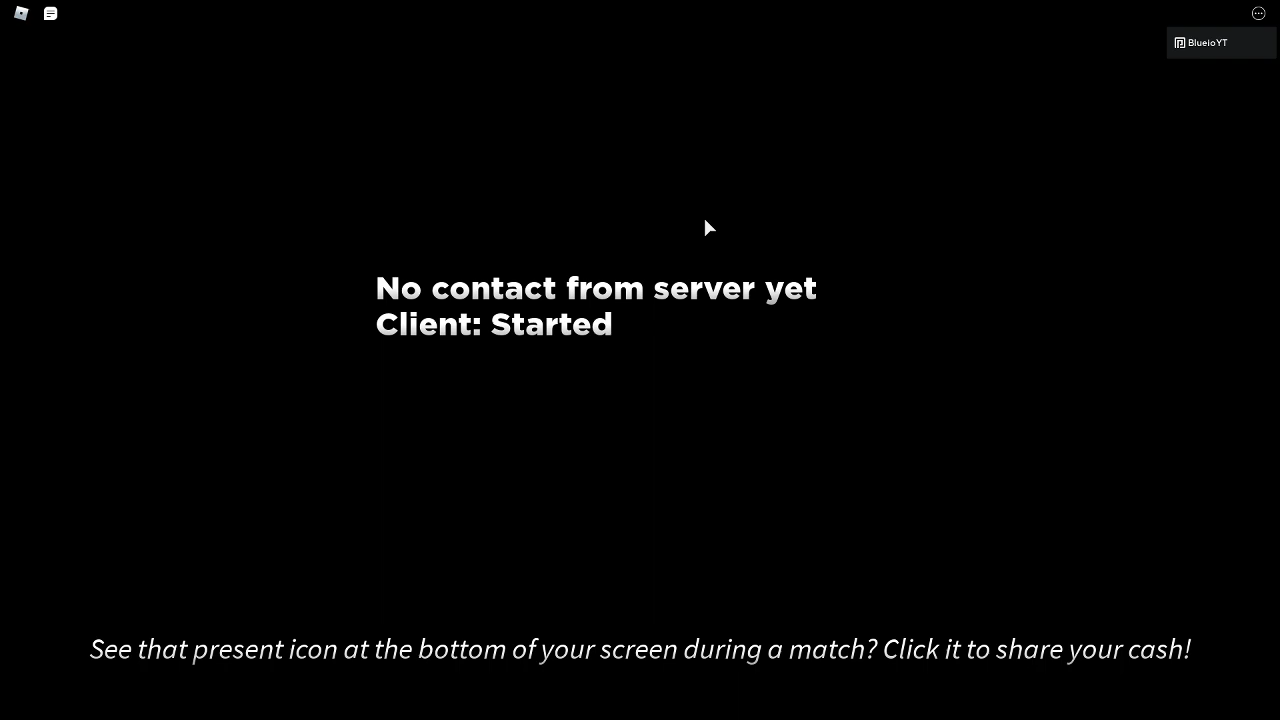 BlueioYT
No contact from server yet
Client: Started
See that present icon at the bottom of your screen during a match? Click it to share your cash!